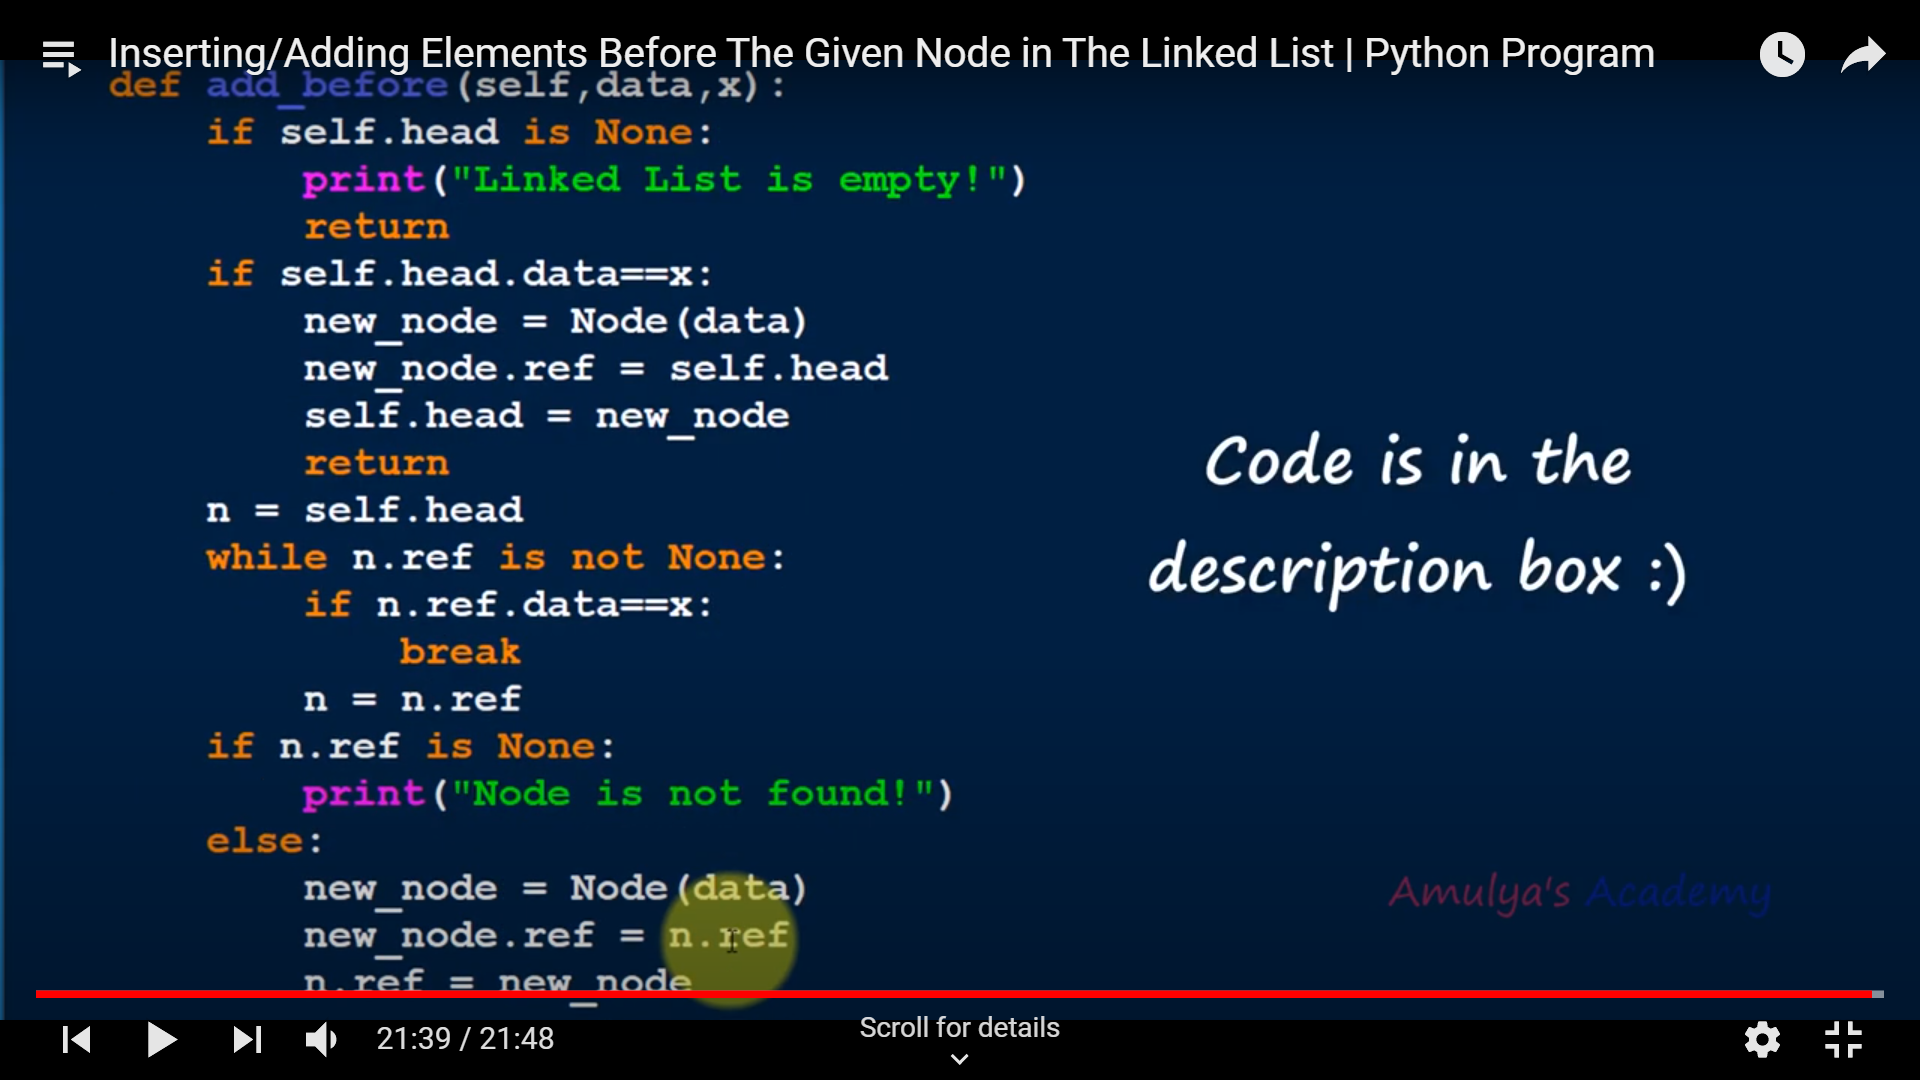 Inserting/Adding Elements Before The Given Node in The Linked List | Python Program
def add_before(self,data,x):
if self.head is None:
print("Linked List is empty!")
return
if self.head.data==x:
new_node = Node(data)
new_node.ref = self.head
self.head = new_node
return
n = self.head
while n.ref is not None:
if n.ref.data==x:
break
n = n.ref
if n.ref is None:
print("Node is not found!")
else:
new_node = Node(data)
new_node.ref = n.ref
n.ref = new_node
Code is in the
description box :)
Amulya's Academy
21:39 / 21:48
Scroll for details